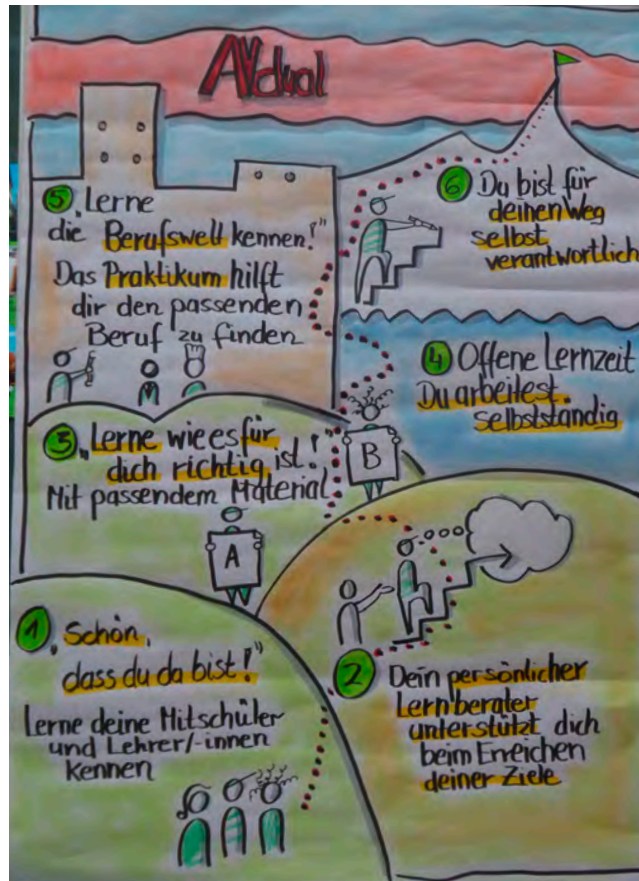 AVdual
1
„Schön,
dass du da bist!"
Lerne deine Mitschüler
und Lehrer/-innen
kennen
2
Dein persönlicher
Lernberater
unterstützt dich
beim Erreichen
deiner Ziele
3
„Lerne wie es für
dich richtig ist!"
Mit passendem Material
A
B
4
Offene Lernzeit
Du arbeitest
selbstständig
5
„Lerne
die Berufswelt kennen!"
Das Praktikum hilft
dir den passenden
Beruf zu finden
6
Du bist für
deinen Weg
selbst
verantwortlich